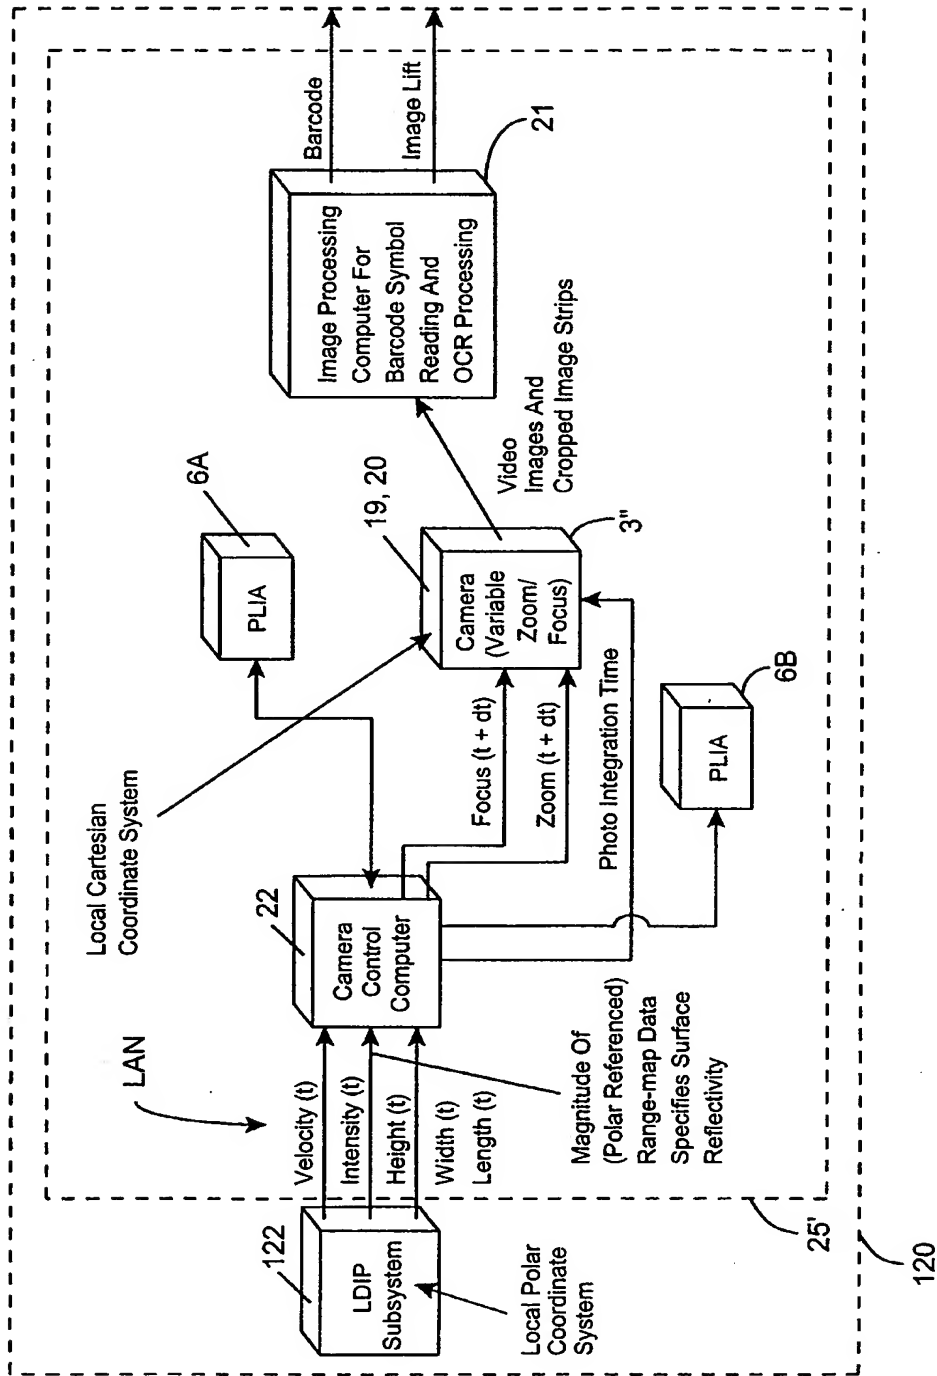 122
LDIP
Subsystem
Local Polar
Coordinate
System
LAN
Velocity (t)
Intensity (t)
Height (t)
Width (t)
Length (t)
Magnitude Of
(Polar Referenced)
Range-map Data
Specifies Surface
Reflectivity
Local Cartesian
Coordinate System
22
Camera
Control
Computer
6A
PLIA
Focus (t + dt)
Zoom (t + dt)
Photo Integration Time
19, 20
Camera
(Variable
Zoom/
Focus)
3"
6B
PLIA
Video
Images And
Cropped Image Strips
Image Processing
Computer For
Barcode Symbol
Reading And
OCR Processing
21
Barcode
Image Lift
25'
120